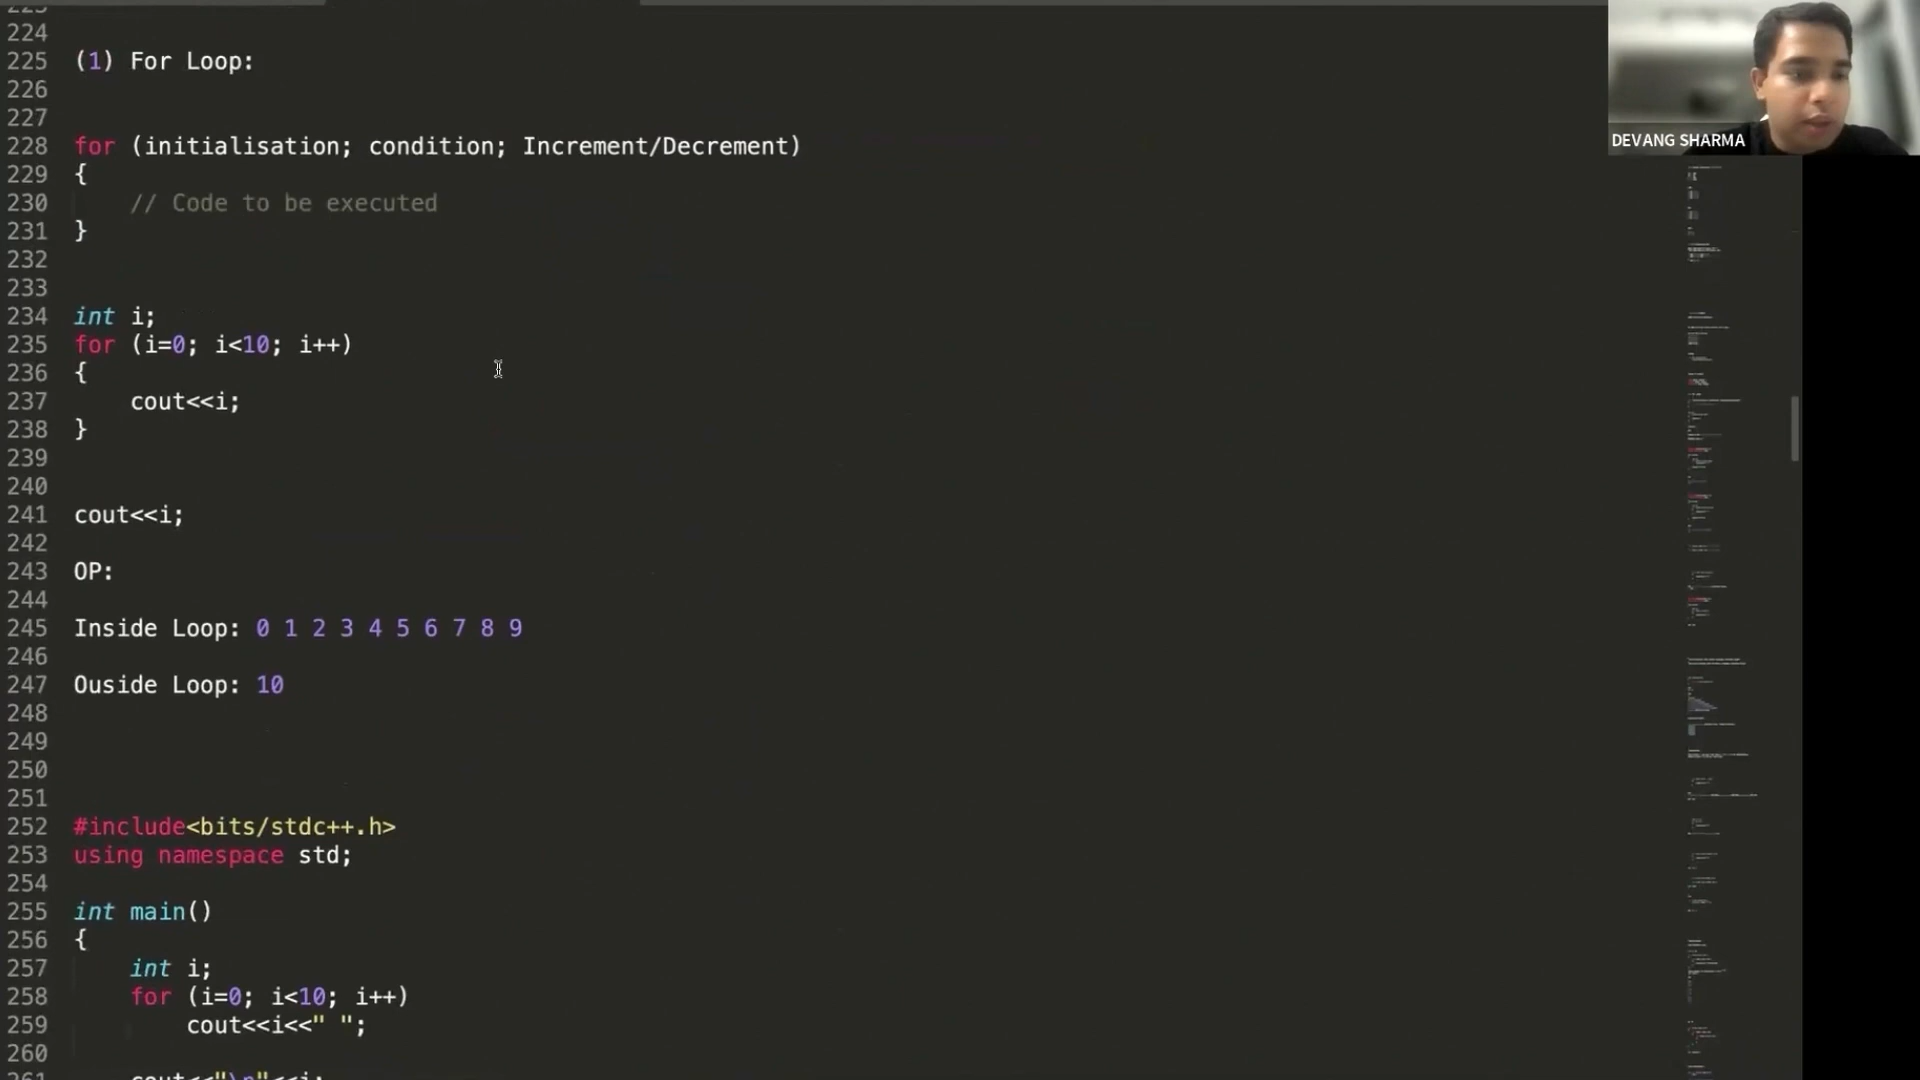 224
225 (1) For Loop:
226
227
228 for (initialisation; condition; Increment/Decrement)
229 {
230 // Code to be executed
231 }
232
233
234 int i;
235 for (i=0; i<10; i++)
236 {
237 cout<<i;
238 }
239
240
241 cout<<i;
242
243 OP:
244
245 Inside Loop: 0 1 2 3 4 5 6 7 8 9
246
247 Ouside Loop: 10
248
249
250
251
252 #include<bits/stdc++.h>
253 using namespace std;
254
255 int main()
256 {
257 int i;
258 for (i=0; i<10; i++)
259 cout<<i<<" ";
260
261 cout<<"\n"<<i;
DEVANG SHARMA